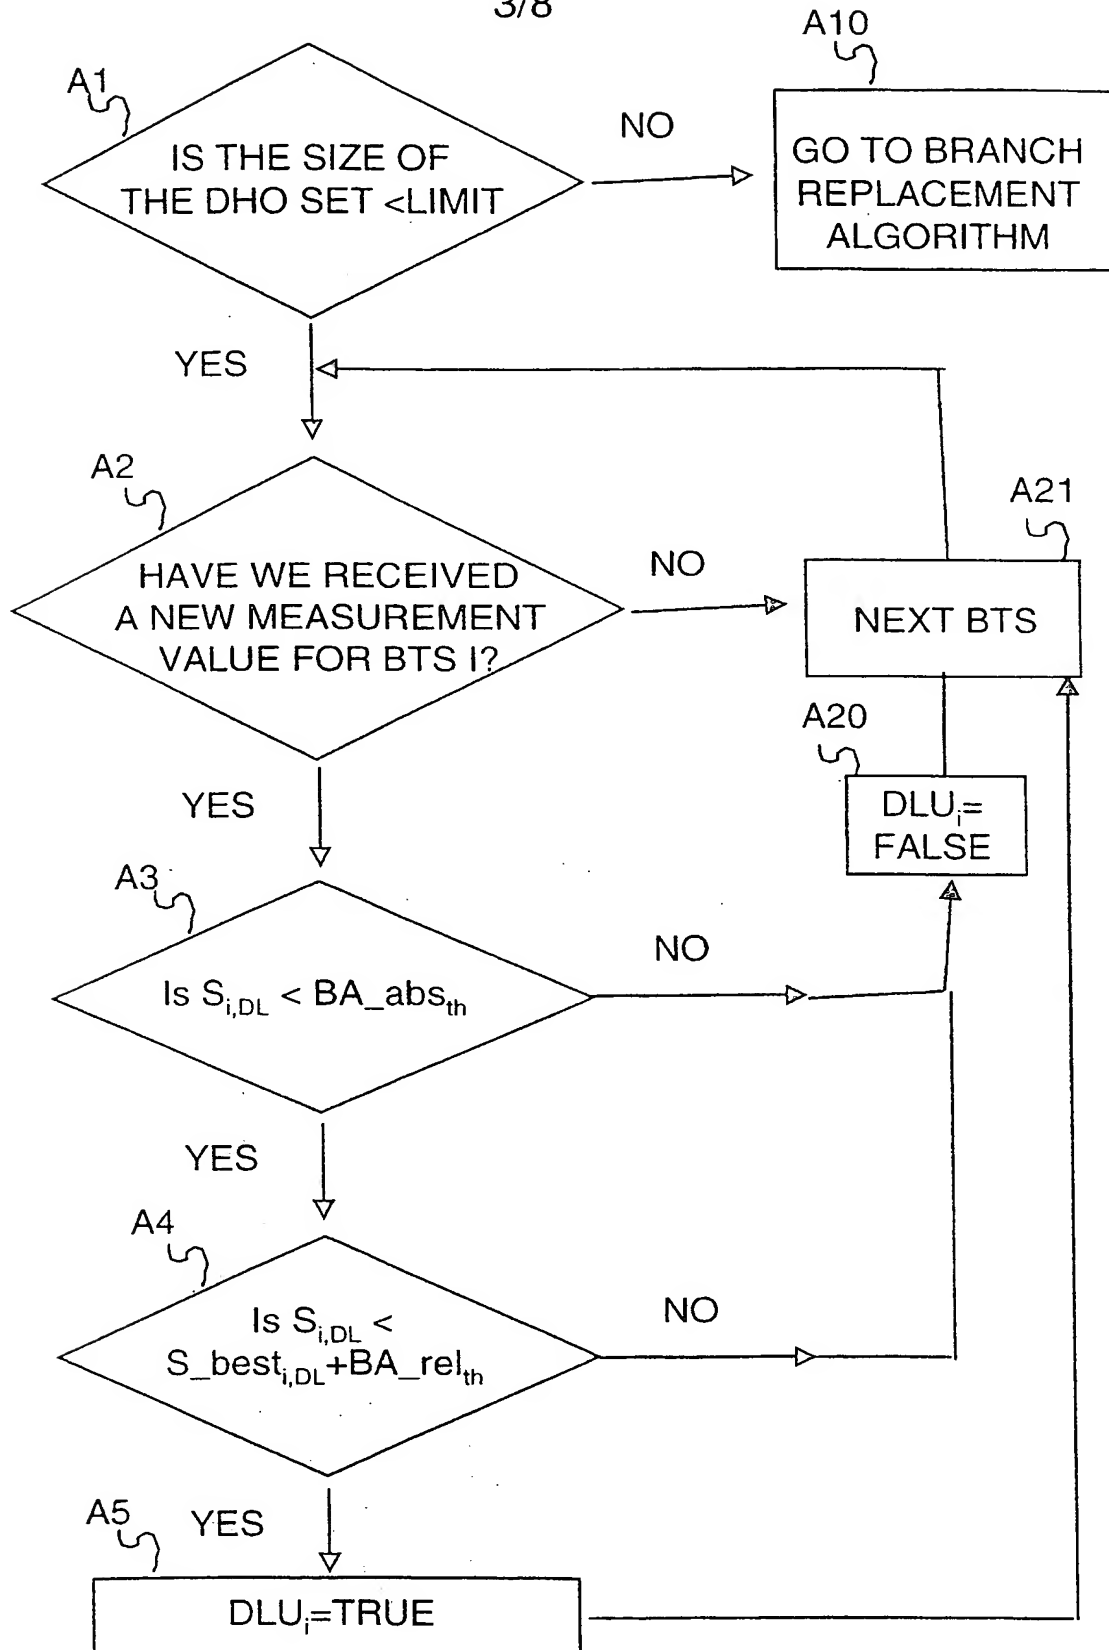 3/8
A10
A1
NO
IS THE SIZE OF
THE DHO SET <LIMIT
GO TO BRANCH
REPLACEMENT
ALGORITHM
YES
A2
A21
NO
HAVE WE RECEIVED
A NEW MEASUREMENT
VALUE FOR BTS I?
NEXT BTS
A20
YES
DLUi=
FALSE
A3
NO
Is Si,DL < BA_absth
YES
A4
NO
Is Si,DL <
S_besti,DL+BA_relth
A5
YES
DLUi=TRUE